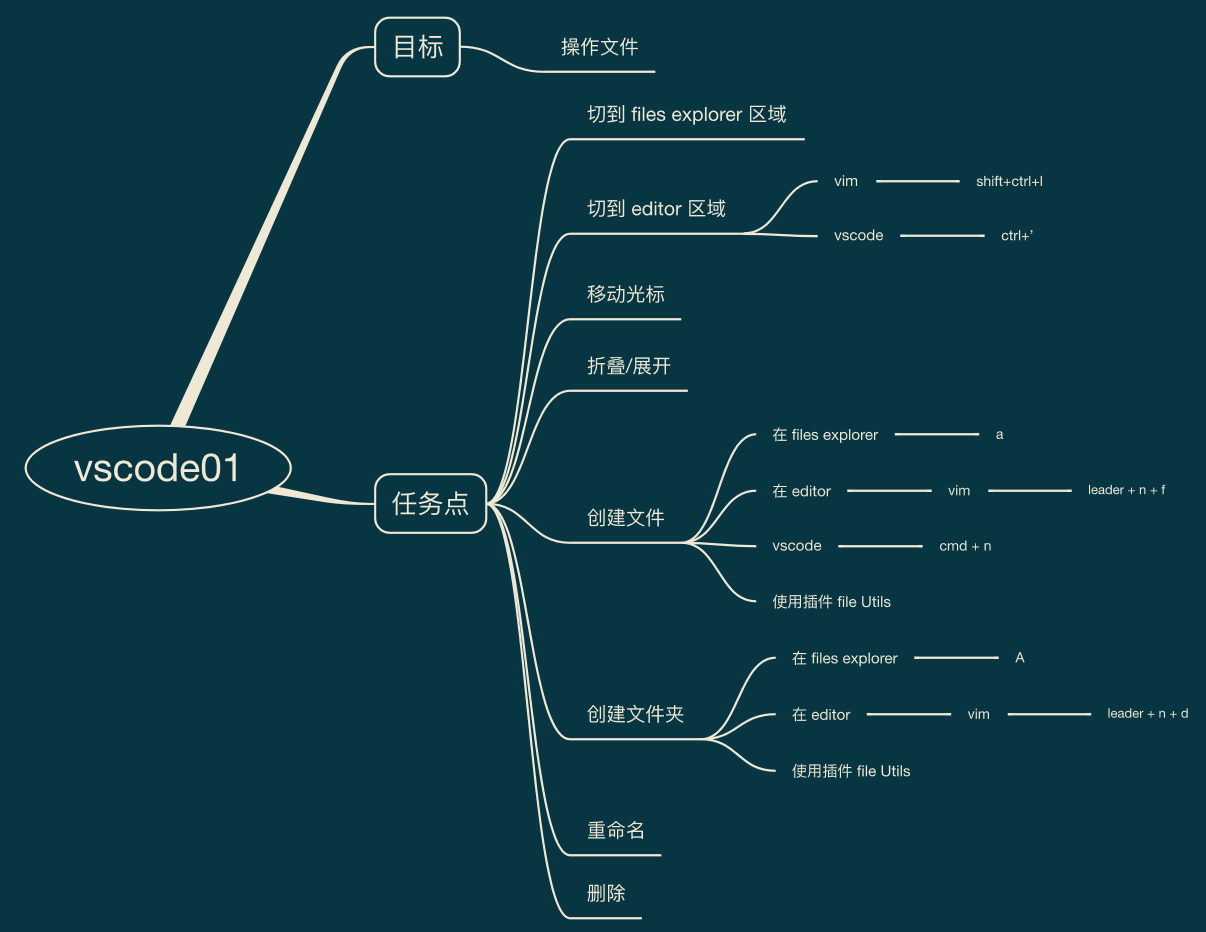 目标
操作文件
切到 files explorer 区域
切到 editor 区域
vim
shift+ctrl+l
vscode
ctrl+’
移动光标
折叠/展开
vscode01
任务点
创建文件
在 files explorer
a
在 editor
vim
leader + n + f
vscode
cmd + n
使用插件 file Utils
创建文件夹
在 files explorer
A
在 editor
vim
leader + n + d
使用插件 file Utils
重命名
删除